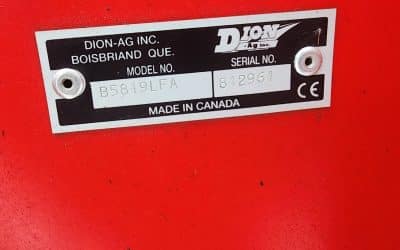 DION-AG INC.
BOISBRIAND QUE.
DION
Ag Inc.
MODEL NO.
SERIAL NO.
B5819LFA
812961
MADE IN CANADA
CE